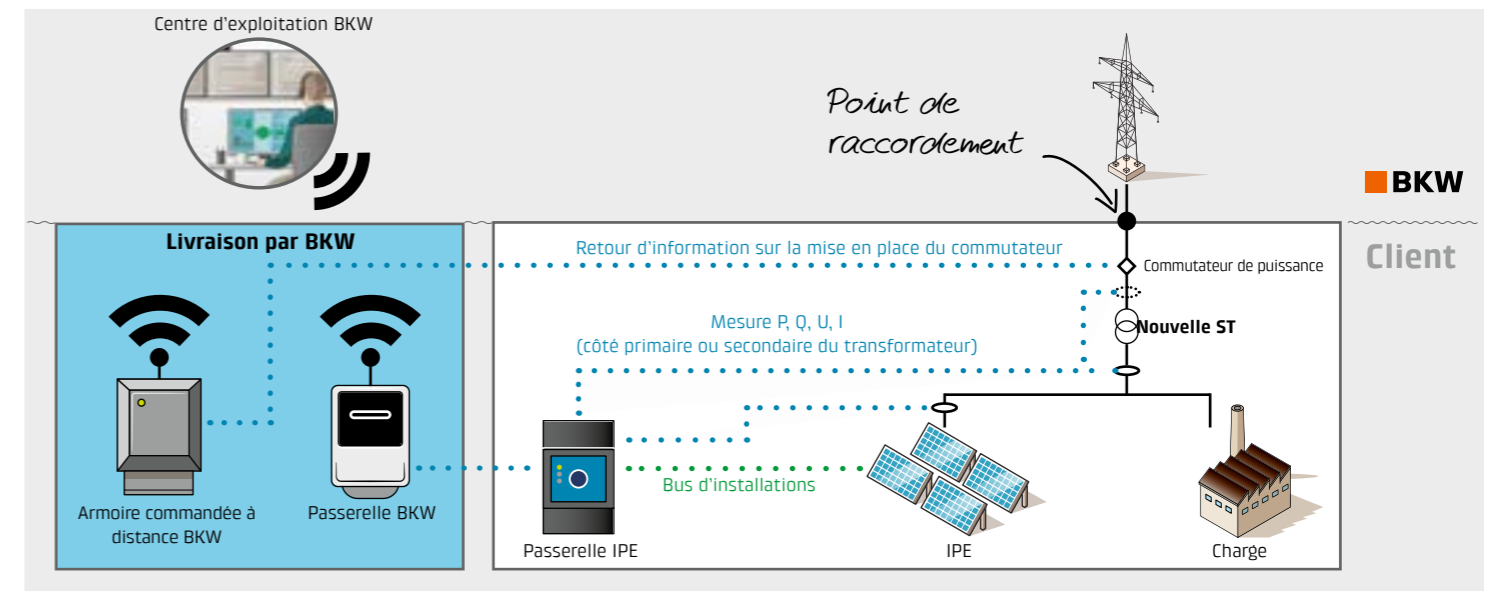 Centre d'exploitation BKW
Point de
raccordement
BKW
Client
Livraison par BKW
Retour d'information sur la mise en place du commutateur
Commutateur de puissance
Mesure P, Q, U, I
(côté primaire ou secondaire du transformateur)
Nouvelle ST
Bus d'installations
Armoire commandée à
distance BKW
Passerelle BKW
Passerelle IPE
IPE
Charge